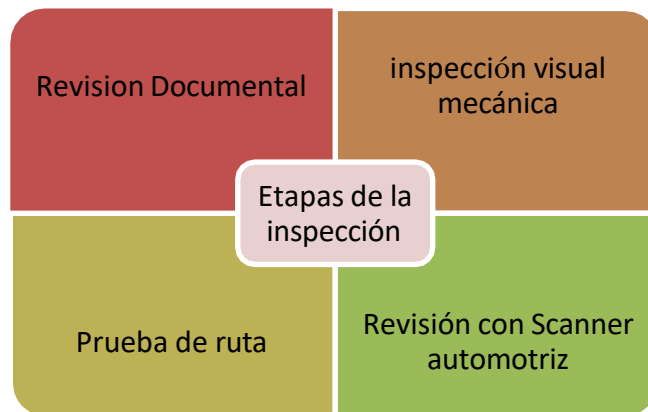 Revision Documental
inspección visual
mecánica
Etapas de la
inspección
Prueba de ruta
Revisión con Scanner
automotriz